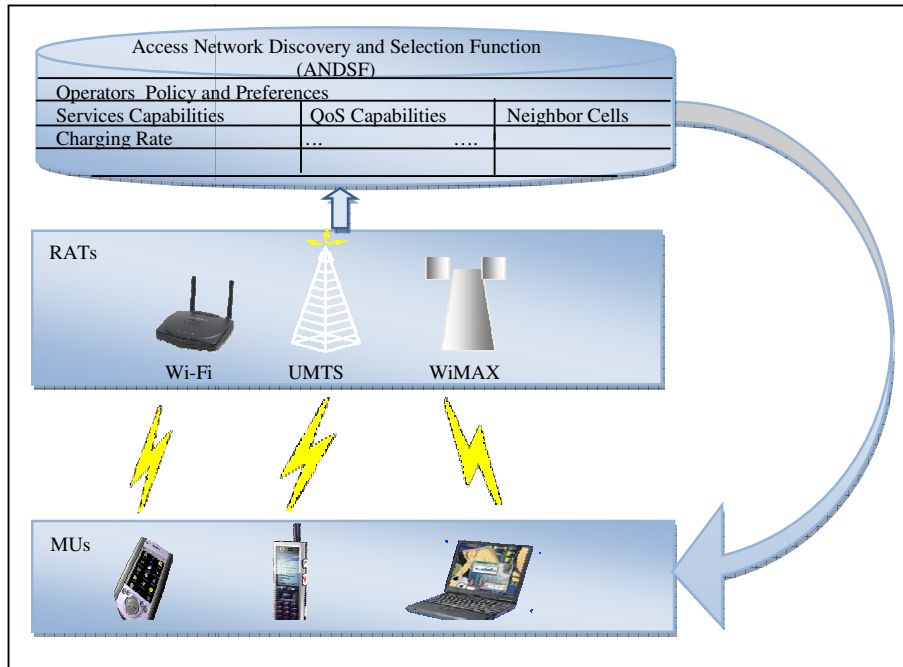 Access Network Discovery and Selection Function
(ANDSF)
Operators Policy and Preferences
Services Capabilities QoS Capabilities Neighbor Cells
Charging Rate … ….
RATs
Wi-Fi UMTS WiMAX
MUs